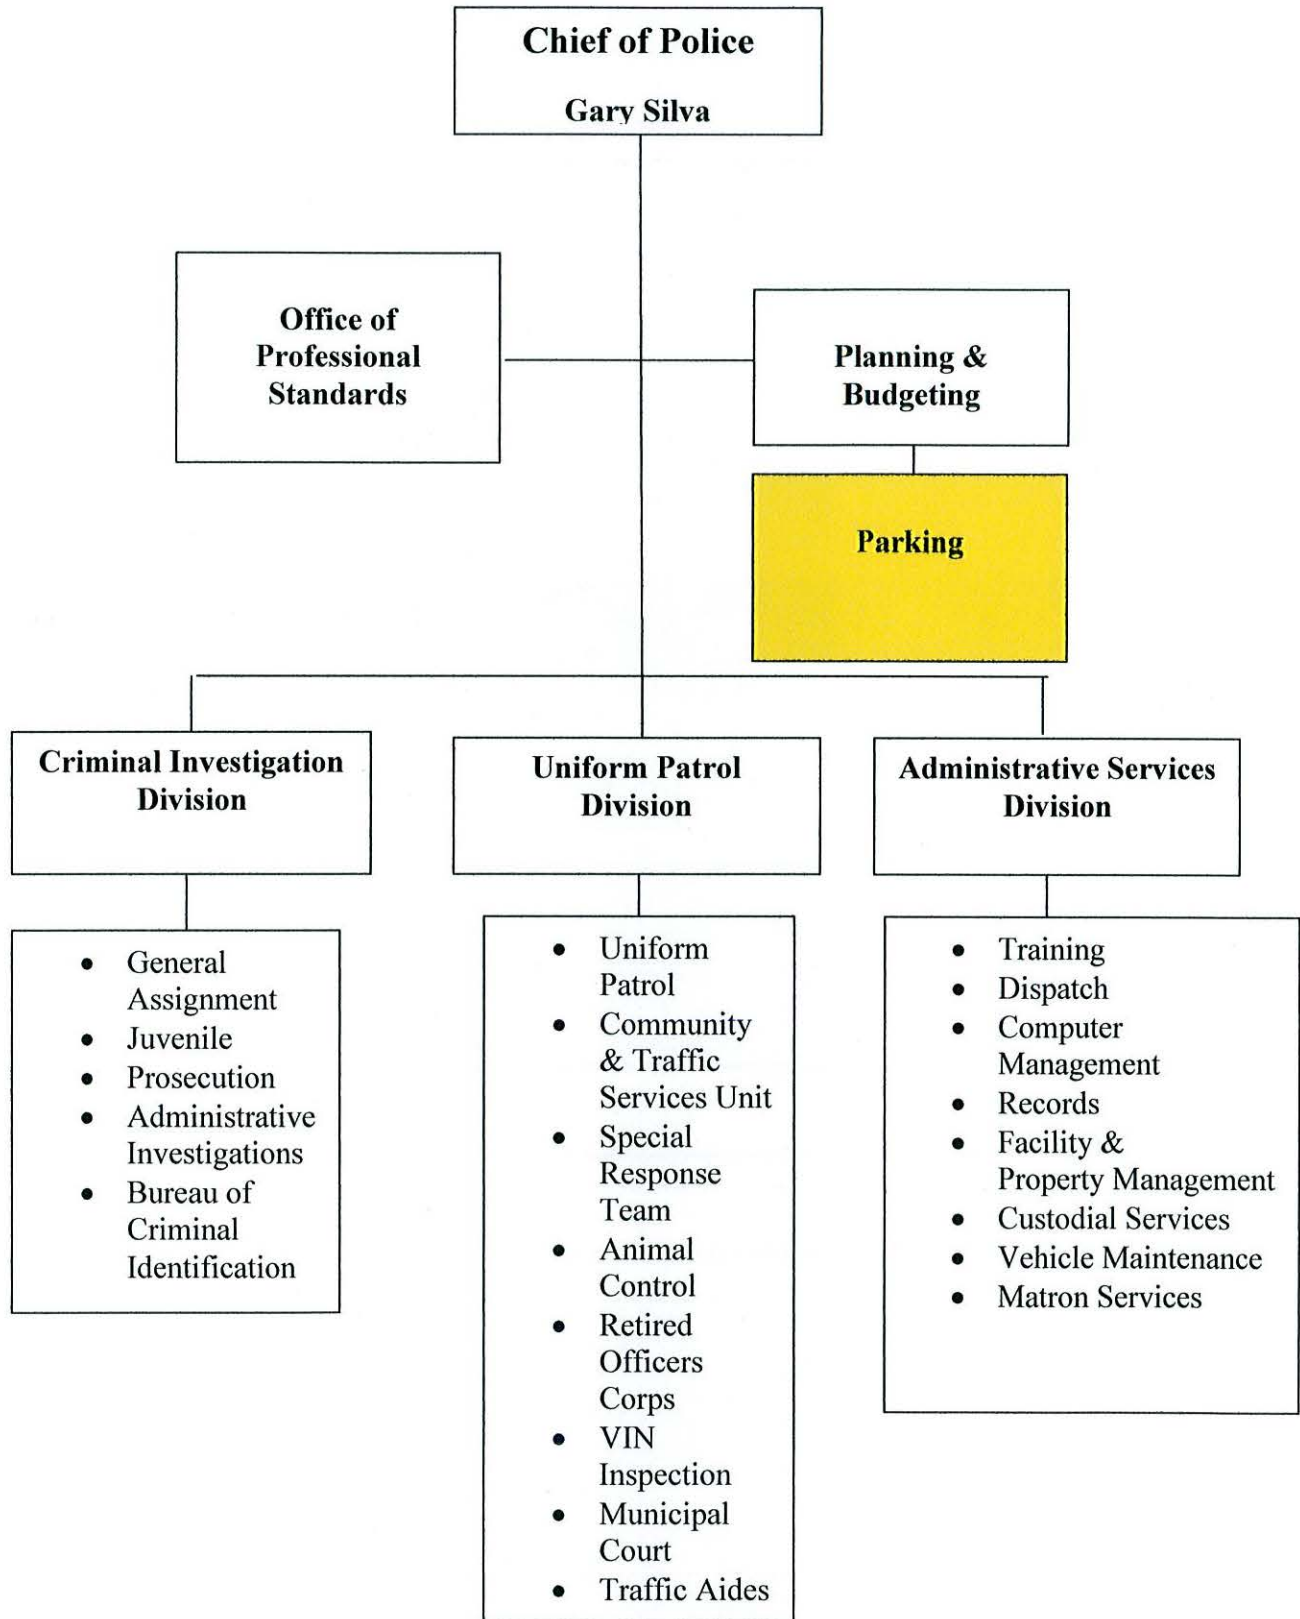 Chief of Police
Gary Silva
Office of
Professional
Standards
Planning &
Budgeting
Parking
Criminal Investigation
Division
Uniform Patrol
Division
Administrative Services
Division
• General
Assignment
• Juvenile
• Prosecution
• Administrative
Investigations
• Bureau of
Criminal
Identification
• Uniform
Patrol
• Community
& Traffic
Services Unit
• Special
Response
Team
• Animal
Control
• Retired
Officers
Corps
• VIN
Inspection
• Municipal
Court
• Traffic Aides
• Training
• Dispatch
• Computer
Management
• Records
• Facility &
Property Management
• Custodial Services
• Vehicle Maintenance
• Matron Services